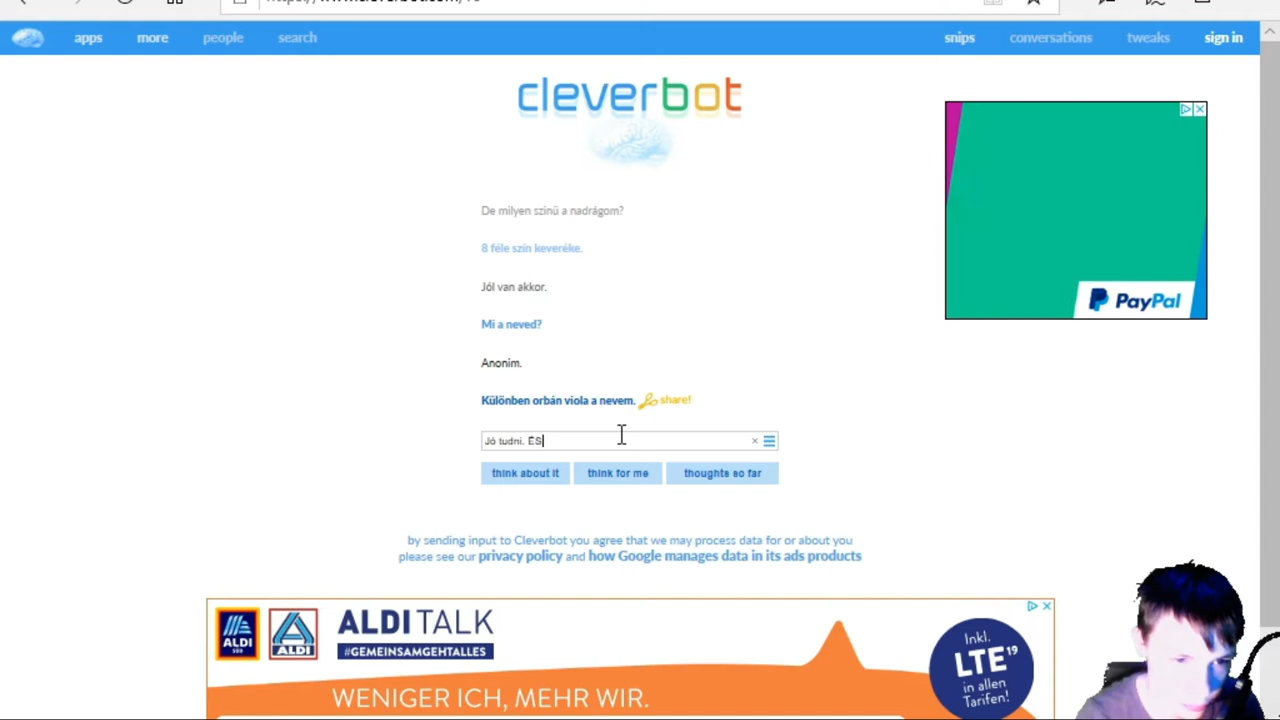 apps more people search snips conversations tweaks sign in
cleverbot
De milyen szinü a nadrágom?
8 féle szín keveréke.
Jól van akkor.
Mi a neved?
Anonim.
Különben orbán viola a nevem. share!
Jó tudni. ÉS
think about it think for me thoughts so far
by sending input to Cleverbot you agree that we may process data for or about you
please see our privacy policy and how Google manages data in its ads products
PayPal
ALDI SÜD ALDI ALDI TALK
#GEMEINSAMGEHTALLES
WENIGER ICH, MEHR WIR.
Inkl.
LTE 19
in allen
Tarifen!